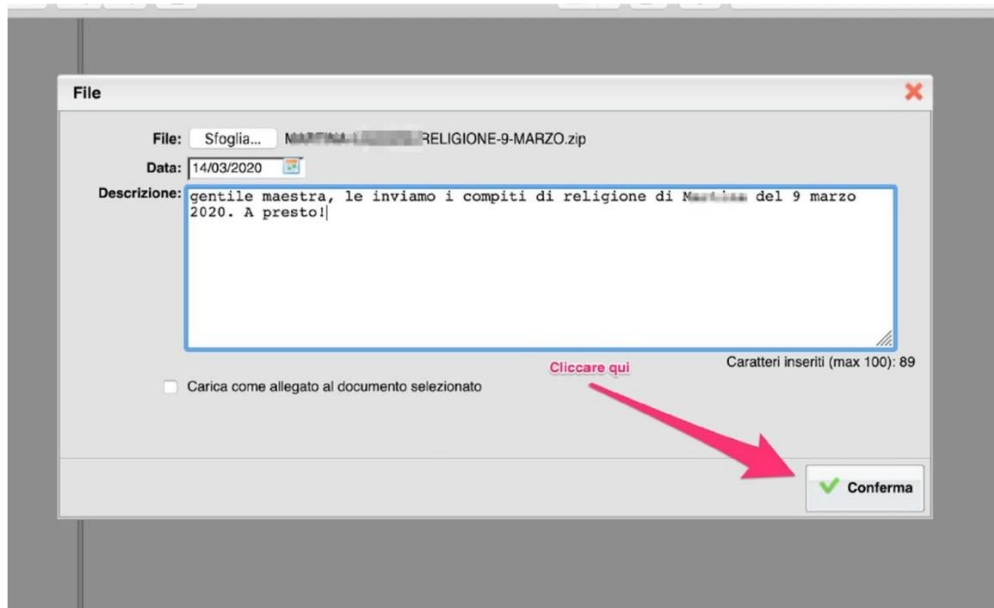 File
File: Sfoglia... RELIGIONE-9-MARZO.zip
Data: 14/03/2020
Descrizione: gentile maestra, le inviamo i compiti di religione di del 9 marzo
2020. A presto!
Caratteri inseriti (max 100): 89
Cliccare qui
Carica come allegato al documento selezionato
Conferma